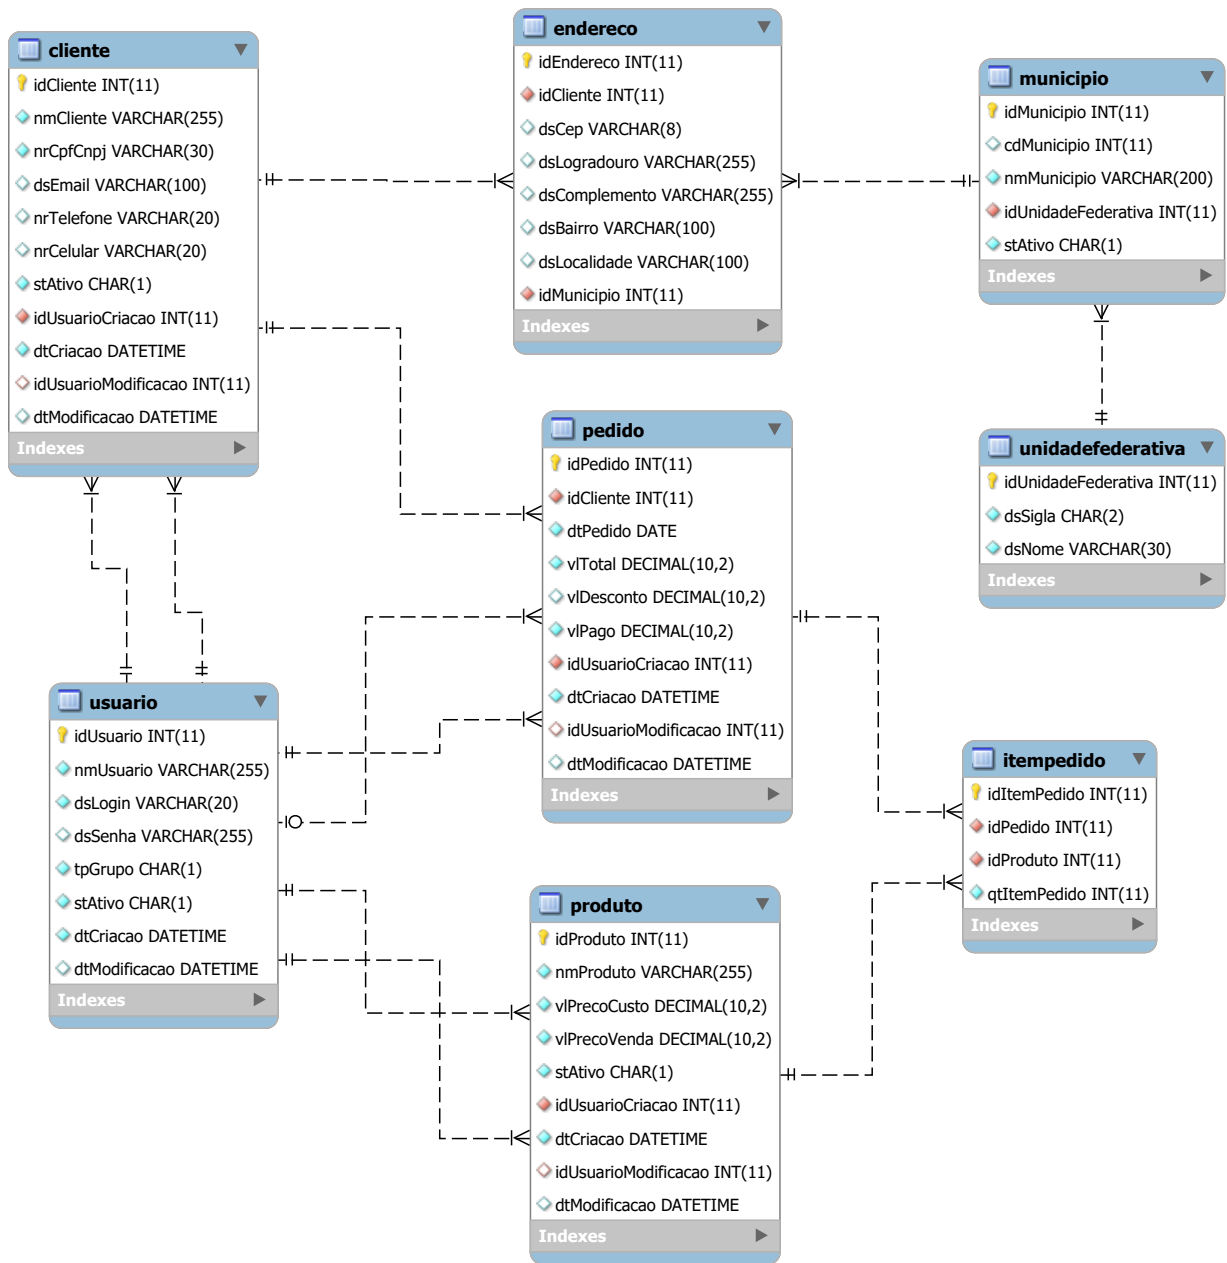 cliente
idCliente INT(11)
nmCliente VARCHAR(255)
nrCpfCnpj VARCHAR(30)
dsEmail VARCHAR(100)
nrTelefone VARCHAR(20)
nrCelular VARCHAR(20)
stAtivo CHAR(1)
idUsuarioCriacao INT(11)
dtCriacao DATETIME
idUsuarioModificacao INT(11)
dtModificacao DATETIME
Indexes
endereco
idEndereco INT(11)
idCliente INT(11)
dsCep VARCHAR(8)
dsLogradouro VARCHAR(255)
dsComplemento VARCHAR(255)
dsBairro VARCHAR(100)
dsLocalidade VARCHAR(100)
idMunicipio INT(11)
Indexes
municipio
idMunicipio INT(11)
cdMunicipio INT(11)
nmMunicipio VARCHAR(200)
idUnidadeFederativa INT(11)
stAtivo CHAR(1)
Indexes
pedido
idPedido INT(11)
idCliente INT(11)
dtPedido DATE
vlTotal DECIMAL(10,2)
vlDesconto DECIMAL(10,2)
vlPago DECIMAL(10,2)
idUsuarioCriacao INT(11)
dtCriacao DATETIME
idUsuarioModificacao INT(11)
dtModificacao DATETIME
Indexes
unidadefederativa
idUnidadeFederativa INT(11)
dsSigla CHAR(2)
dsNome VARCHAR(30)
Indexes
usuario
idUsuario INT(11)
nmUsuario VARCHAR(255)
dsLogin VARCHAR(20)
dsSenha VARCHAR(255)
tpGrupo CHAR(1)
stAtivo CHAR(1)
dtCriacao DATETIME
dtModificacao DATETIME
Indexes
itempedido
idItemPedido INT(11)
idPedido INT(11)
idProduto INT(11)
qtItemPedido INT(11)
Indexes
produto
idProduto INT(11)
nmProduto VARCHAR(255)
vlPrecoCusto DECIMAL(10,2)
vlPrecoVenda DECIMAL(10,2)
stAtivo CHAR(1)
idUsuarioCriacao INT(11)
dtCriacao DATETIME
idUsuarioModificacao INT(11)
dtModificacao DATETIME
Indexes